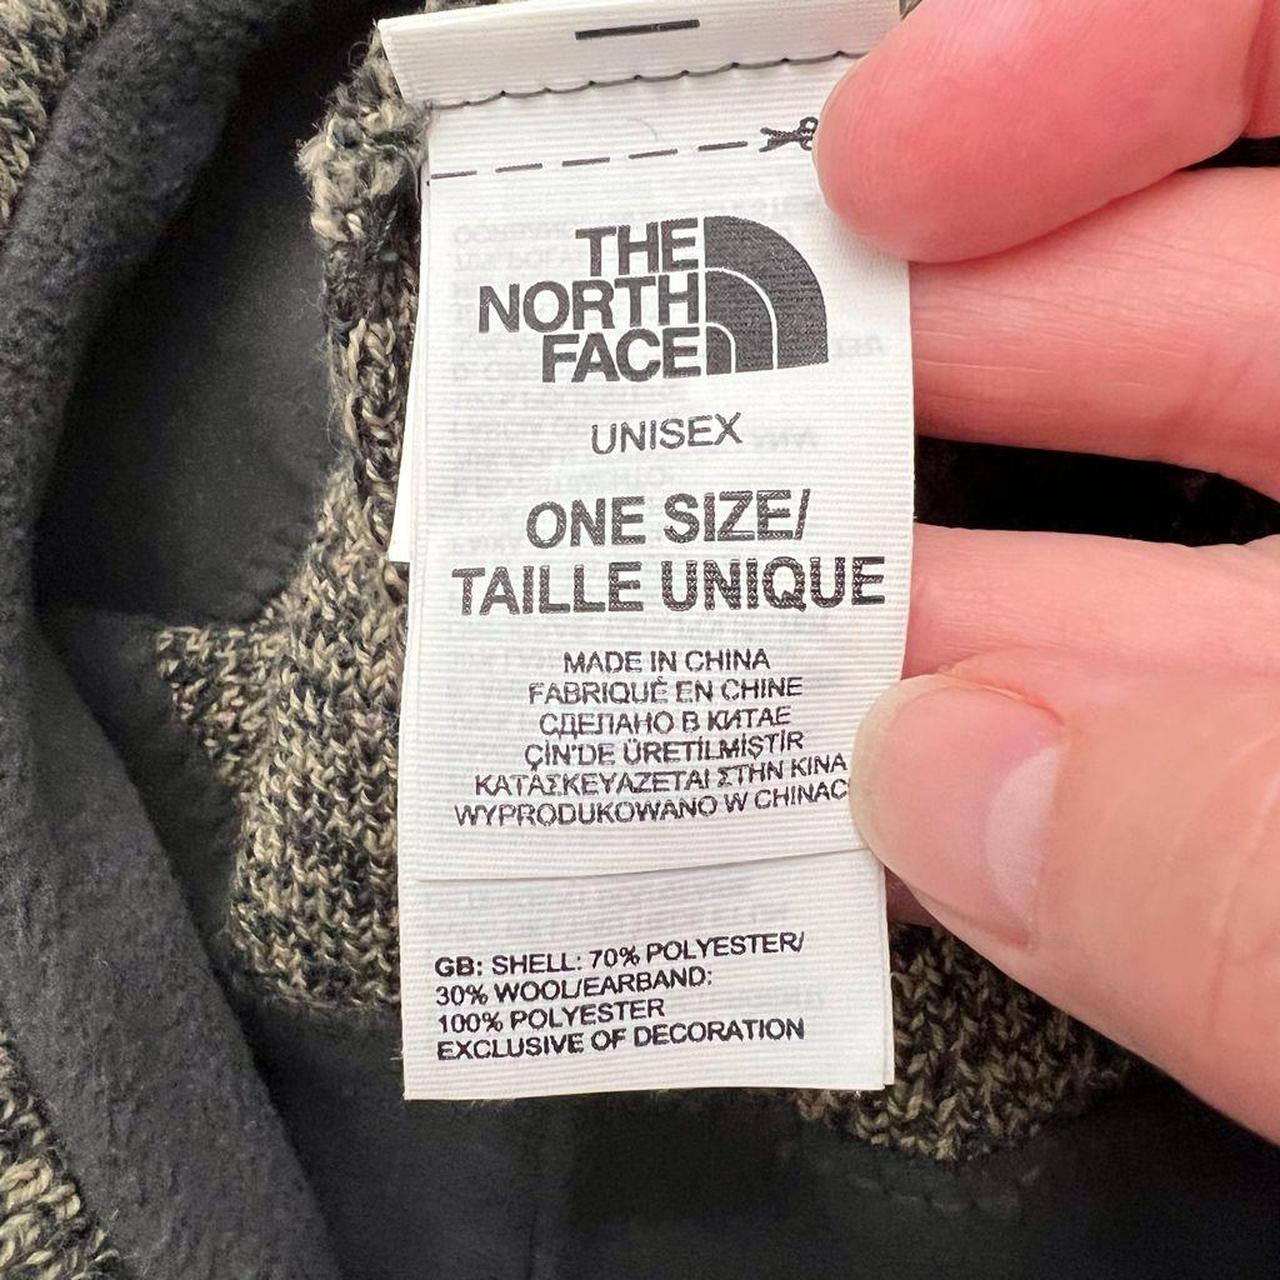 THE
NORTH
FACE
UNISEX
ONE SIZE/
TAILLE UNIQUE
MADE IN CHINA
FABRIQUÉ EN CHINE
СДЕЛАНО В КИТАЕ
ÇİN'DE ÜRETİLMİŞTİR
ΚΑΤΑΣΚΕΥΑΖΕΤΑΙ ΣΤΗΝ ΚΙΝΑ
WYPRODUKOWANO W CHINAC
GB: SHELL: 70% POLYESTER/
30% WOOL/EARBAND:
100% POLYESTER
EXCLUSIVE OF DECORATION